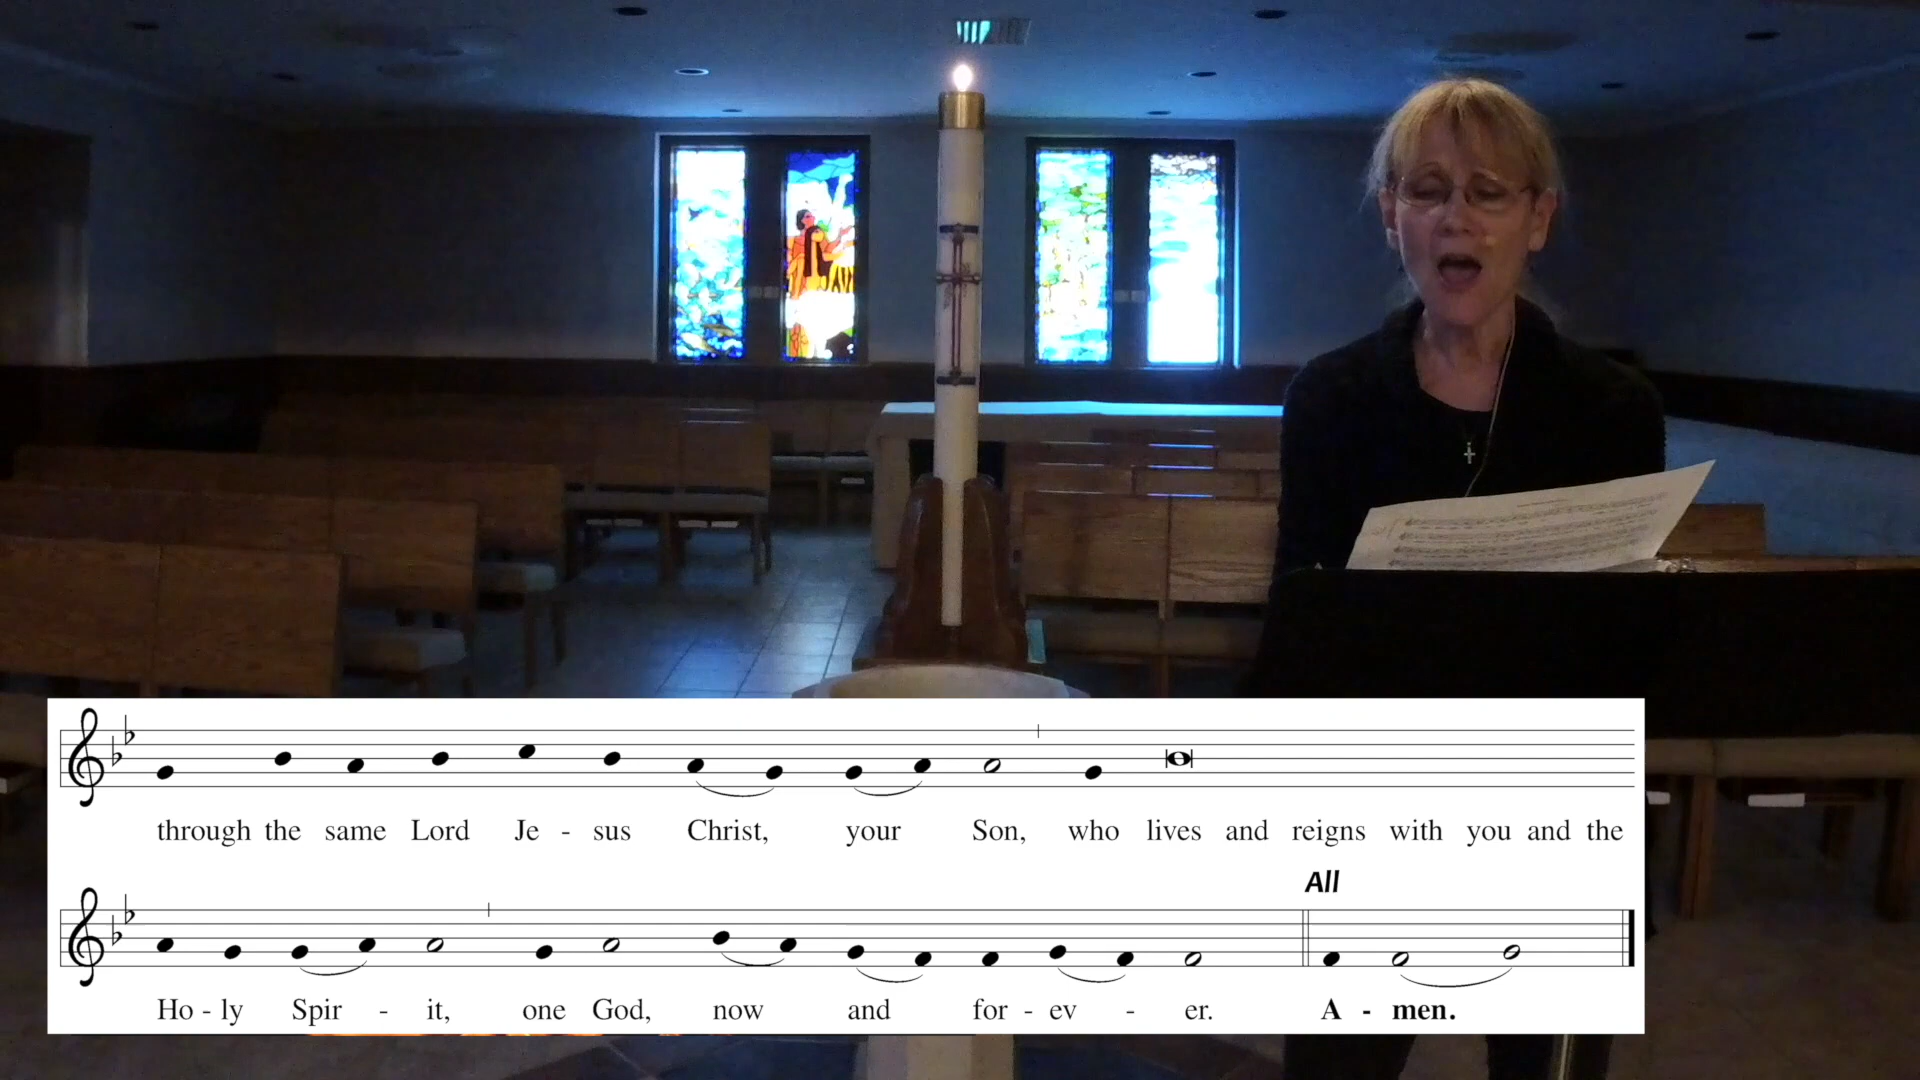 through the same Lord Je - sus Christ, your Son, who lives and reigns with you and the
All
Ho - ly Spir - it, one God, now and for - ev - er. A - men.